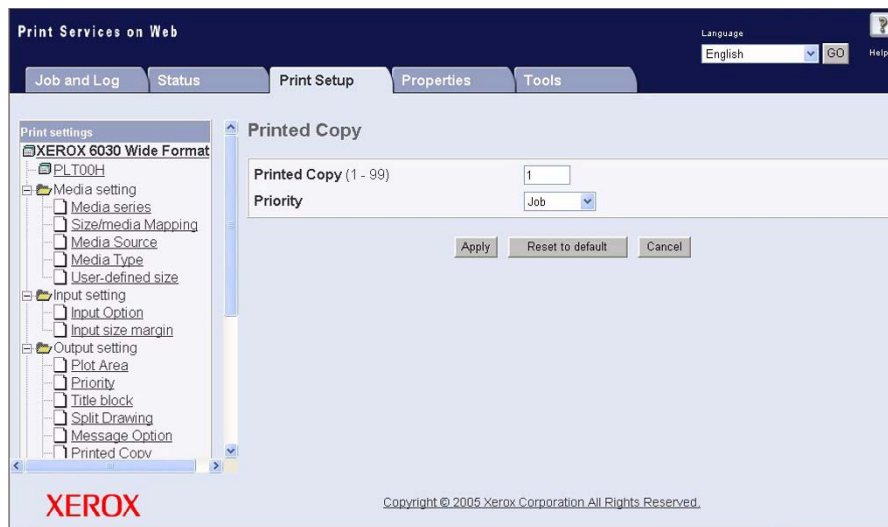 Print Services on Web
Language
English
GO
Help
Job and Log
Status
Print Setup
Properties
Tools
Print settings
XEROX 6030 Wide Format
PLT00H
Media setting
Media series
Size/media Mapping
Media Source
Media Type
User-defined size
Input setting
Input Option
Input size margin
Output setting
Plot Area
Priority
Title block
Split Drawing
Message Option
Printed Copy
Printed Copy
Printed Copy (1 - 99)
1
Priority
Job
Apply
Reset to default
Cancel
XEROX
Copyright © 2005 Xerox Corporation All Rights Reserved.